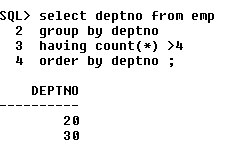 SQL> select deptno from emp
  2  group by deptno
  3  having count(*) >4
  4  order by deptno ;
    DEPTNO
----------
        20
        30